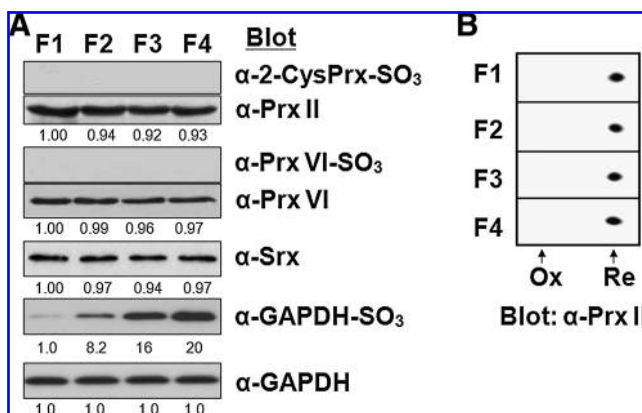 A
F1 F2 F3 F4 Blot
α-2-CysPrx-SO3
α-Prx II
1.00 0.94 0.92 0.93
α-Prx VI-SO3
α-Prx VI
1.00 0.99 0.96 0.97
α-Srx
1.00 0.97 0.94 0.97
α-GAPDH-SO3
1.0 8.2 16 20
α-GAPDH
1.0 1.0 1.0 1.0
B
F1
F2
F3
F4
Ox Re
Blot: α-Prx II